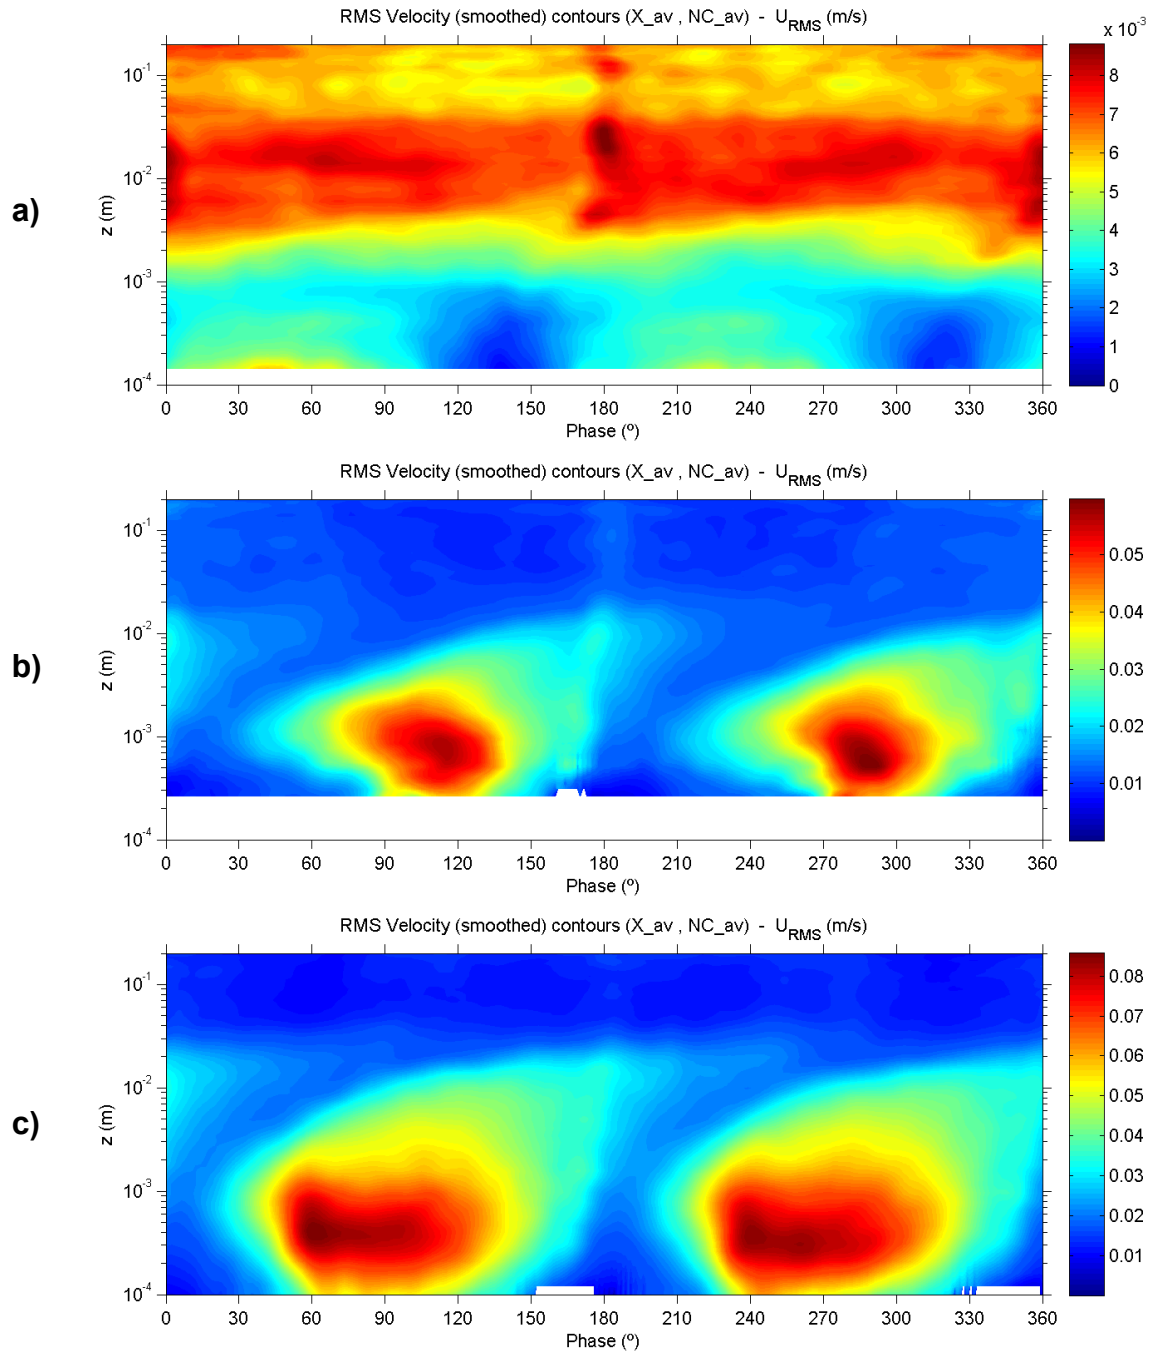 RMS Velocity (smoothed) contours (X_av , NC_av) - U_RMS (m/s)
x 10^-3
a)
z (m)
10^-1
10^-2
10^-3
10^-4
0 30 60 90 120 150 180 210 240 270 300 330 360
Phase (º)
8
7
6
5
4
3
2
1
0
RMS Velocity (smoothed) contours (X_av , NC_av) - U_RMS (m/s)
b)
z (m)
10^-1
10^-2
10^-3
10^-4
0 30 60 90 120 150 180 210 240 270 300 330 360
Phase (º)
0.05
0.04
0.03
0.02
0.01
RMS Velocity (smoothed) contours (X_av , NC_av) - U_RMS (m/s)
c)
z (m)
10^-1
10^-2
10^-3
10^-4
0 30 60 90 120 150 180 210 240 270 300 330 360
Phase (º)
0.08
0.07
0.06
0.05
0.04
0.03
0.02
0.01